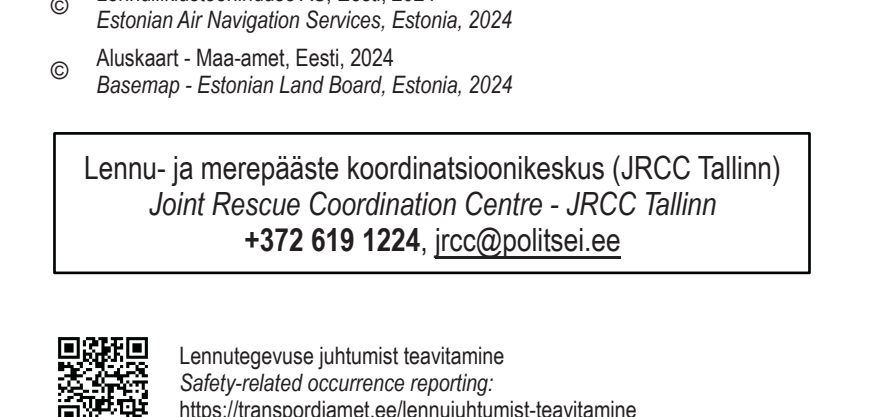 ©
Estonian Air Navigation Services, Estonia, 2024
© Aluskaart - Maa-amet, Eesti, 2024
Basemap - Estonian Land Board, Estonia, 2024
Lennu- ja merepääste koordinatsioonikeskus (JRCC Tallinn)
Joint Rescue Coordination Centre - JRCC Tallinn
+372 619 1224, jrcc@politsei.ee
Lennutegevuse juhtumist teavitamine
Safety-related occurrence reporting:
https://transpordiamet.ee/lennujuhtumist-teavitamine